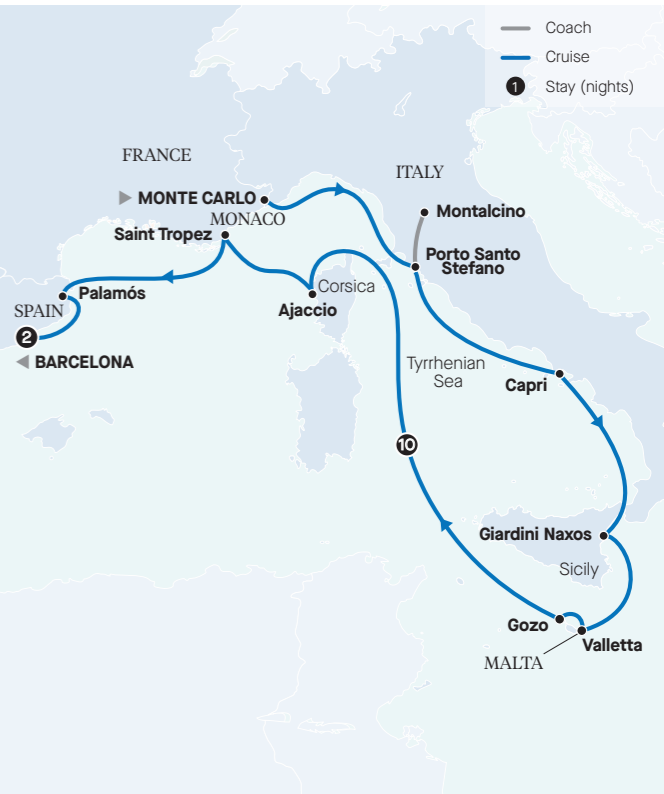 Coach
Cruise
1 Stay (nights)
FRANCE
ITALY
MONTE CARLO
MONACO
Montalcino
Saint Tropez
Porto Santo
Stefano
Corsica
Palamós
SPAIN
Ajaccio
2
BARCELONA
Tyrrhenian
Sea
Capri
10
Giardini Naxos
Sicily
Gozo
Valletta
MALTA